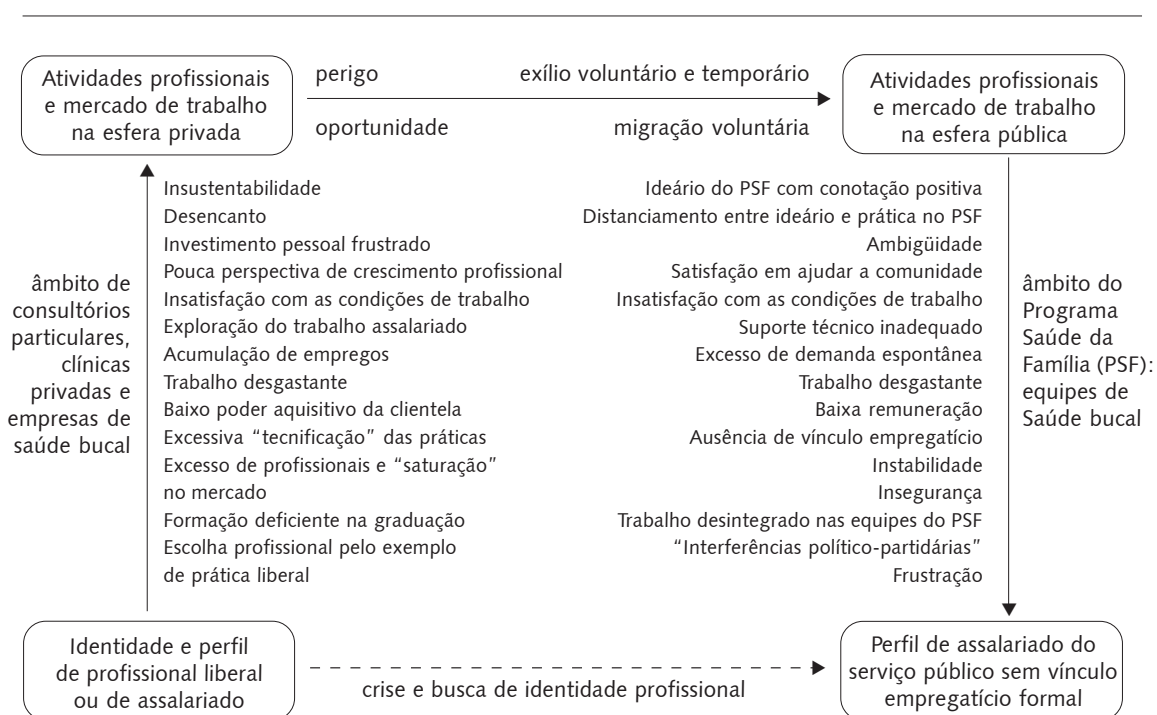 Atividades profissionais
e mercado de trabalho
na esfera privada
perigo
exílio voluntário e temporário
oportunidade
migração voluntária
Atividades profissionais
e mercado de trabalho
na esfera pública
âmbito de
consultórios
particulares,
clínicas
privadas e
empresas de
saúde bucal
Insustentabilidade
Desencanto
Investimento pessoal frustrado
Pouca perspectiva de crescimento profissional
Insatisfação com as condições de trabalho
Exploração do trabalho assalariado
Acumulação de empregos
Trabalho desgastante
Baixo poder aquisitivo da clientela
Excessiva “tecnificação” das práticas
Excesso de profissionais e “saturação”
no mercado
Formação deficiente na graduação
Escolha profissional pelo exemplo
de prática liberal
Ideário do PSF com conotação positiva
Distanciamento entre ideário e prática no PSF
Ambigüidade
Satisfação em ajudar a comunidade
Insatisfação com as condições de trabalho
Suporte técnico inadequado
Excesso de demanda espontânea
Trabalho desgastante
Baixa remuneração
Ausência de vínculo empregatício
Instabilidade
Insegurança
Trabalho desintegrado nas equipes do PSF
“Interferências político-partidárias”
Frustração
âmbito do
Programa
Saúde da
Família (PSF):
equipes de
Saúde bucal
Identidade e perfil
de profissional liberal
ou de assalariado
crise e busca de identidade profissional
Perfil de assalariado do
serviço público sem vínculo
empregatício formal